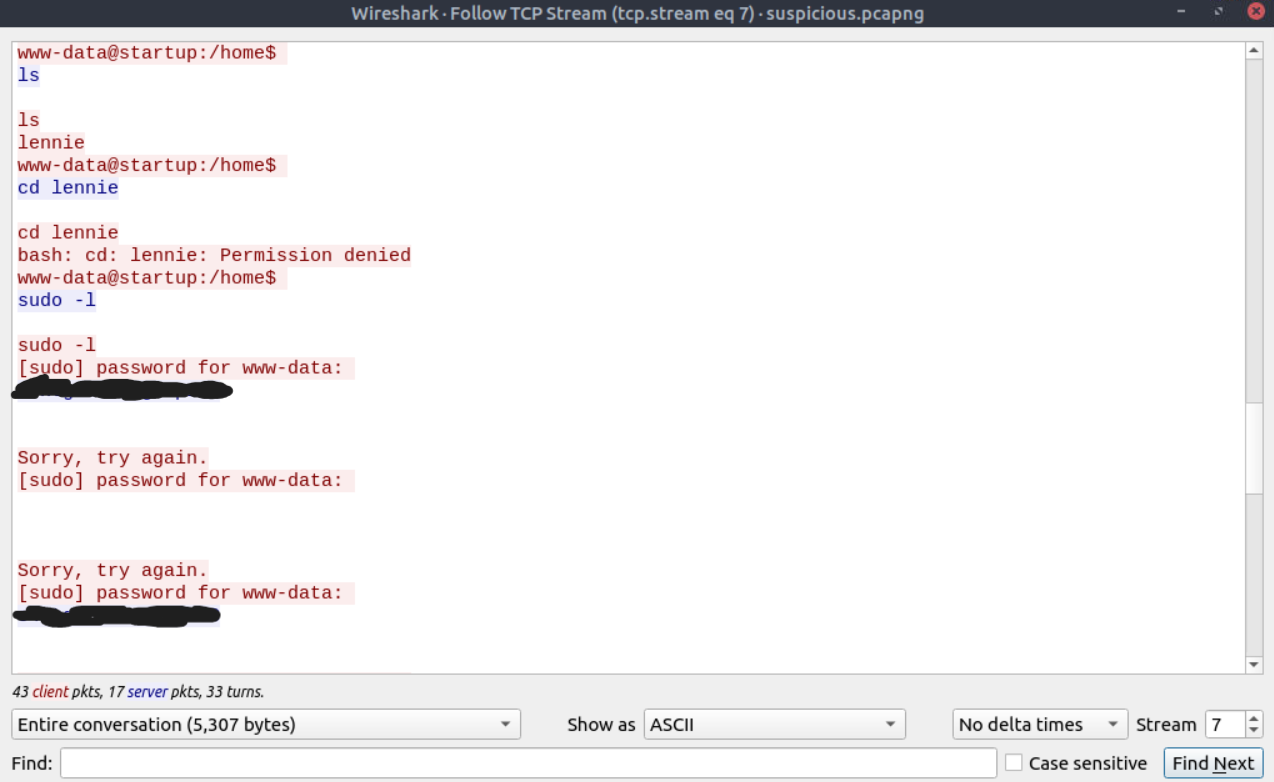 Wireshark · Follow TCP Stream (tcp.stream eq 7) · suspicious.pcapng
www-data@startup:/home$
ls
ls
lennie
www-data@startup:/home$
cd lennie
cd lennie
bash: cd: lennie: Permission denied
www-data@startup:/home$
sudo -l
sudo -l
[sudo] password for www-data:
Sorry, try again.
[sudo] password for www-data:
Sorry, try again.
[sudo] password for www-data:
43 client pkts, 17 server pkts, 33 turns.
Entire conversation (5,307 bytes) Show as ASCII No delta times Stream 7
Find: Case sensitive Find Next